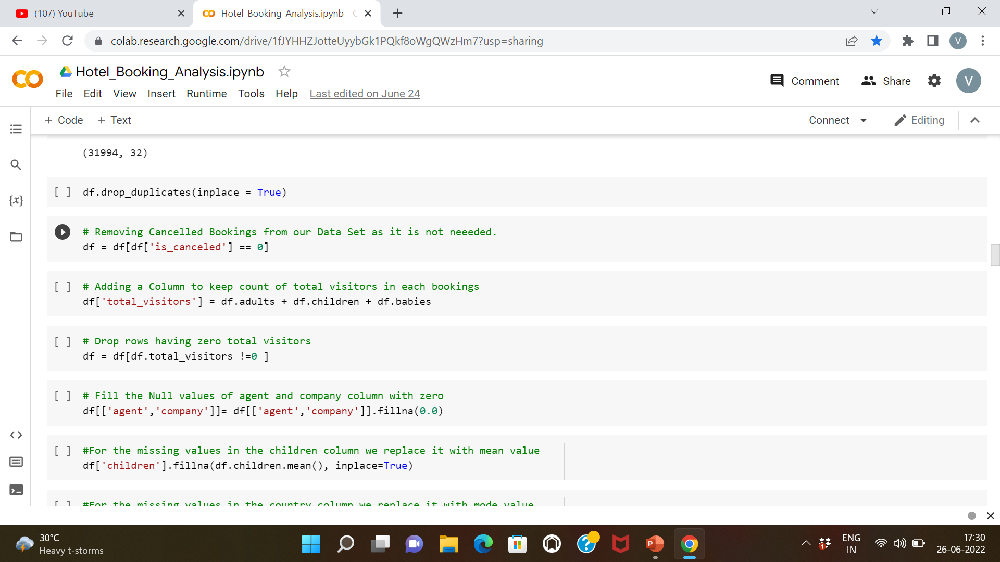 (107) YouTube
Hotel_Booking_Analysis.ipynb -
colab.research.google.com/drive/1fJYHHZJotteUyybGk1PQkf8oWgQWzHm7?usp=sharing
V
Hotel_Booking_Analysis.ipynb
Comment
Share
V
File Edit View Insert Runtime Tools Help Last edited on June 24
+ Code + Text
Connect
Editing
(31994, 32)
[ ] df.drop_duplicates(inplace = True)
# Removing Cancelled Bookings from our Data Set as it is not neeeded.
df = df[df['is_canceled'] == 0]
[ ] # Adding a Column to keep count of total visitors in each bookings
df['total_visitors'] = df.adults + df.children + df.babies
[ ] # Drop rows having zero total visitors
df = df[df.total_visitors !=0 ]
[ ] # Fill the Null values of agent and company column with zero
df[['agent','company']]= df[['agent','company']].fillna(0.0)
[ ] #For the missing values in the children column we replace it with mean value
df['children'].fillna(df.children.mean(), inplace=True)
[ ] #For the missing values in the country column we replace it with mode value
{x}
30°C
Heavy t-storms
P
1
ENG
IN
17:30
26-06-2022